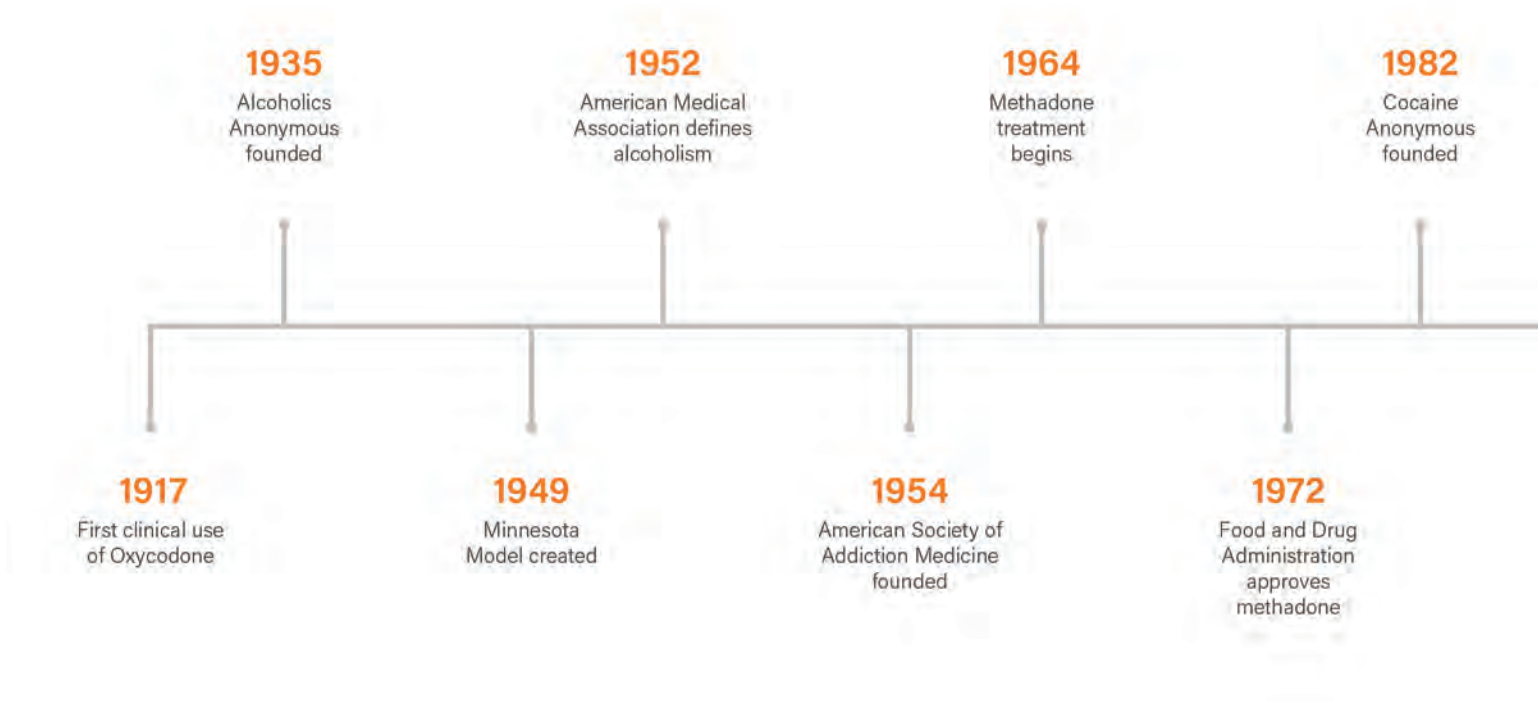 1935
Alcoholics
Anonymous
founded
1952
American Medical
Association defines
alcoholism
1964
Methadone
treatment
begins
1982
Cocaine
Anonymous
founded
1917
First clinical use
of Oxycodone
1949
Minnesota
Model created
1954
American Society of
Addiction Medicine
founded
1972
Food and Drug
Administration
approves
methadone